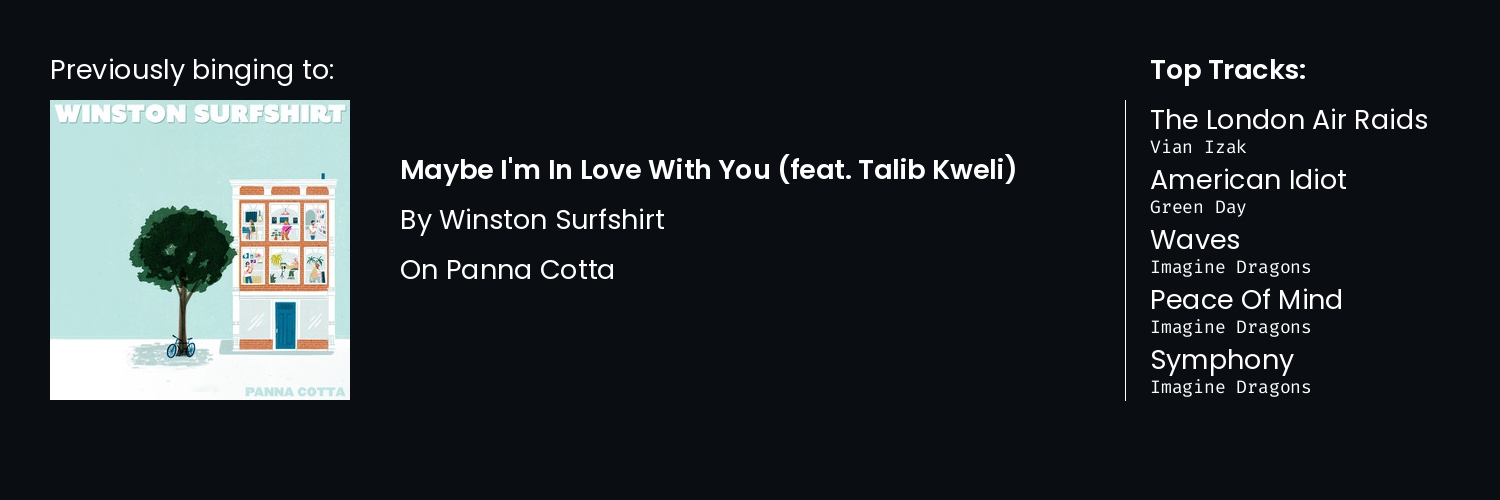 Previously binging to:
WINSTON SURFSHIRT
PANNA COTTA
Maybe I'm In Love With You (feat. Talib Kweli)
By Winston Surfshirt
On Panna Cotta
Top Tracks:
The London Air Raids
Vian Izak
American Idiot
Green Day
Waves
Imagine Dragons
Peace Of Mind
Imagine Dragons
Symphony
Imagine Dragons